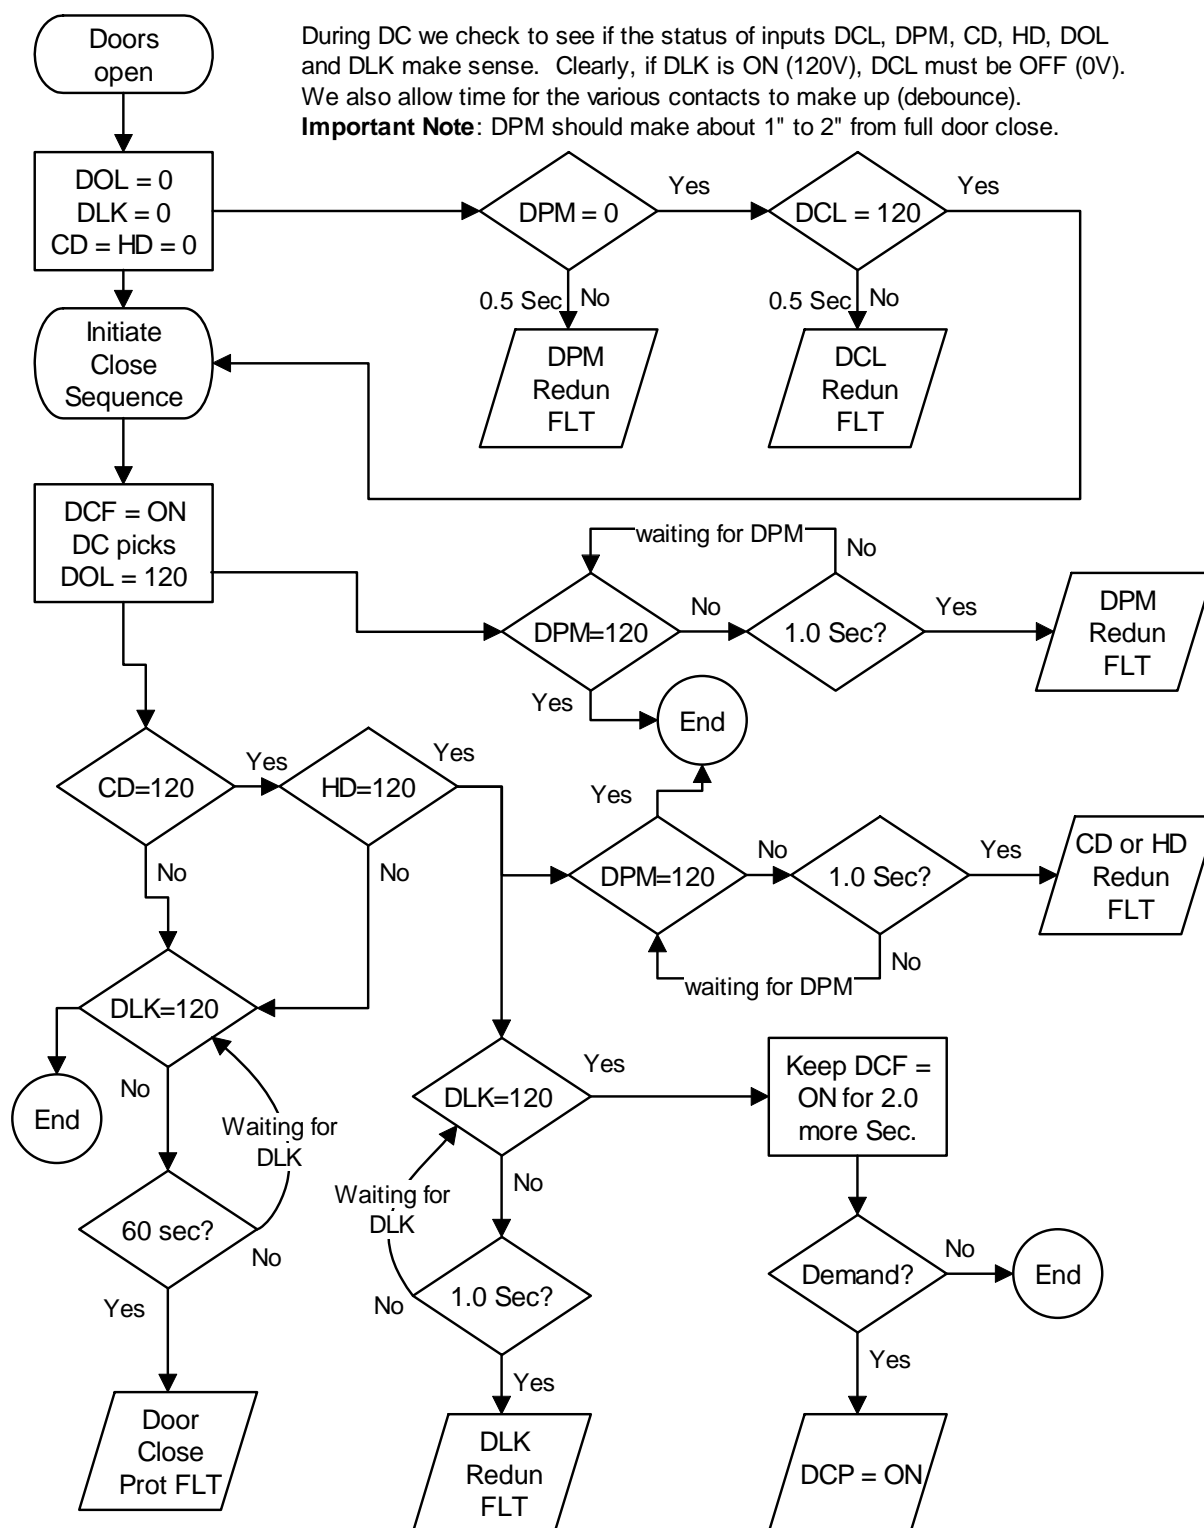 Doors
open
During DC we check to see if the status of inputs DCL, DPM, CD, HD, DOL
and DLK make sense. Clearly, if DLK is ON (120V), DCL must be OFF (0V).
We also allow time for the various contacts to make up (debounce).
Important Note: DPM should make about 1" to 2" from full door close.
DOL = 0
DLK = 0
CD = HD = 0
DPM = 0
Yes
DCL = 120
Yes
0.5 Sec
No
0.5 Sec
No
DPM
Redun
FLT
DCL
Redun
FLT
Initiate
Close
Sequence
DCF = ON
DC picks
DOL = 120
waiting for DPM
No
DPM=120
No
1.0 Sec?
Yes
DPM
Redun
FLT
Yes
End
CD=120
Yes
HD=120
Yes
No
No
Yes
DPM=120
No
1.0 Sec?
Yes
CD or HD
Redun
FLT
No
waiting for DPM
DLK=120
End
No
Waiting for
DLK
60 sec?
No
Yes
Door
Close
Prot FLT
DLK=120
Yes
Keep DCF =
ON for 2.0
more Sec.
No
Waiting for
DLK
1.0 Sec?
No
Yes
DLK
Redun
FLT
Demand?
No
End
Yes
DCP = ON